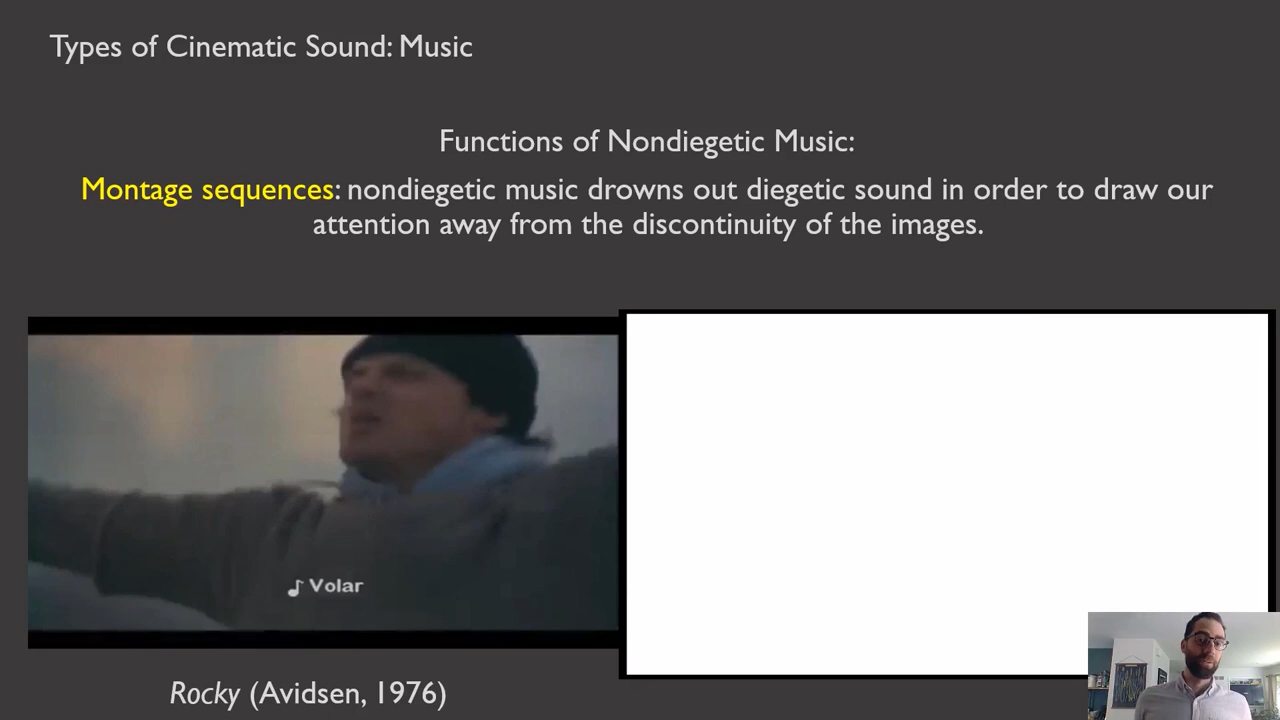 Types of Cinematic Sound: Music
Functions of Nondiegetic Music:
Montage sequences: nondiegetic music drowns out diegetic sound in order to draw our
attention away from the discontinuity of the images.
♪ Volar
Rocky (Avidsen, 1976)